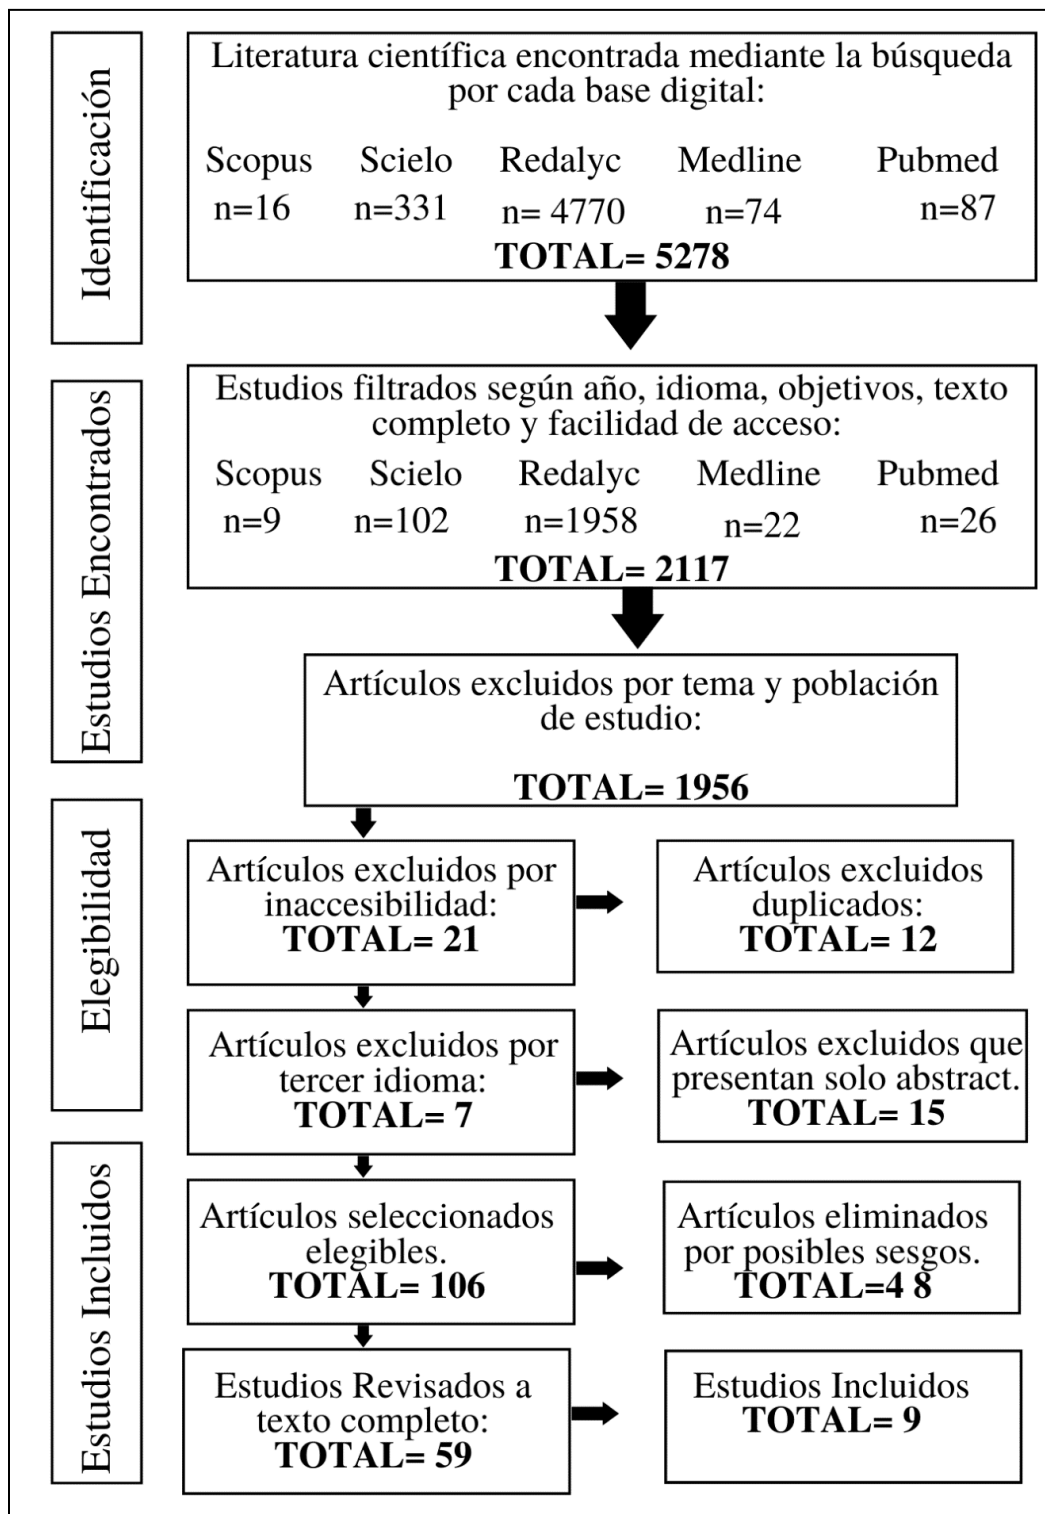 Identificación
Literatura científica encontrada mediante la búsqueda
por cada base digital:
Scopus Scielo Redalyc Medline Pubmed
n=16 n=331 n= 4770 n=74 n=87
TOTAL= 5278
Estudios Encontrados
Estudios filtrados según año, idioma, objetivos, texto
completo y facilidad de acceso:
Scopus Scielo Redalyc Medline Pubmed
n=9 n=102 n=1958 n=22 n=26
TOTAL= 2117
Artículos excluidos por tema y población
de estudio:
TOTAL= 1956
Elegibilidad
Artículos excluidos por
inaccesibilidad:
TOTAL= 21
Artículos excluidos
duplicados:
TOTAL= 12
Artículos excluidos por
tercer idioma:
TOTAL= 7
Artículos excluidos que
presentan solo abstract.
TOTAL= 15
Estudios Incluidos
Artículos seleccionados
elegibles.
TOTAL= 106
Artículos eliminados
por posibles sesgos.
TOTAL=4 8
Estudios Revisados a
texto completo:
TOTAL= 59
Estudios Incluidos
TOTAL= 9